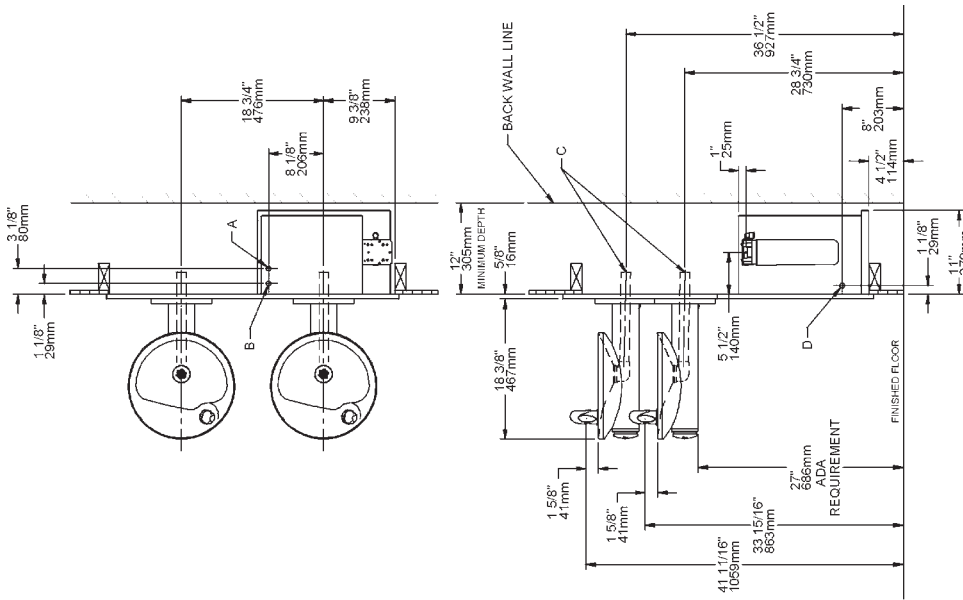 3 1/8"
80mm
1 1/8"
29mm
A
B
18 3/4"
476mm
8 1/8"
206mm
9 3/8"
238mm
BACK WALL LINE
12"
305mm
MINIMUM DEPTH
5/8"
16mm
18 3/8"
467mm
C
36 1/2"
927mm
28 3/4"
730mm
1"
25mm
8"
203mm
4 1/2"
114mm
5 1/2"
140mm
D
1 1/8"
29mm
11"
FINISHED FLOOR
1 5/8"
41mm
1 5/8"
41mm
27"
686mm
ADA
REQUIREMENT
33 15/16"
863mm
41 11/16"
1059mm